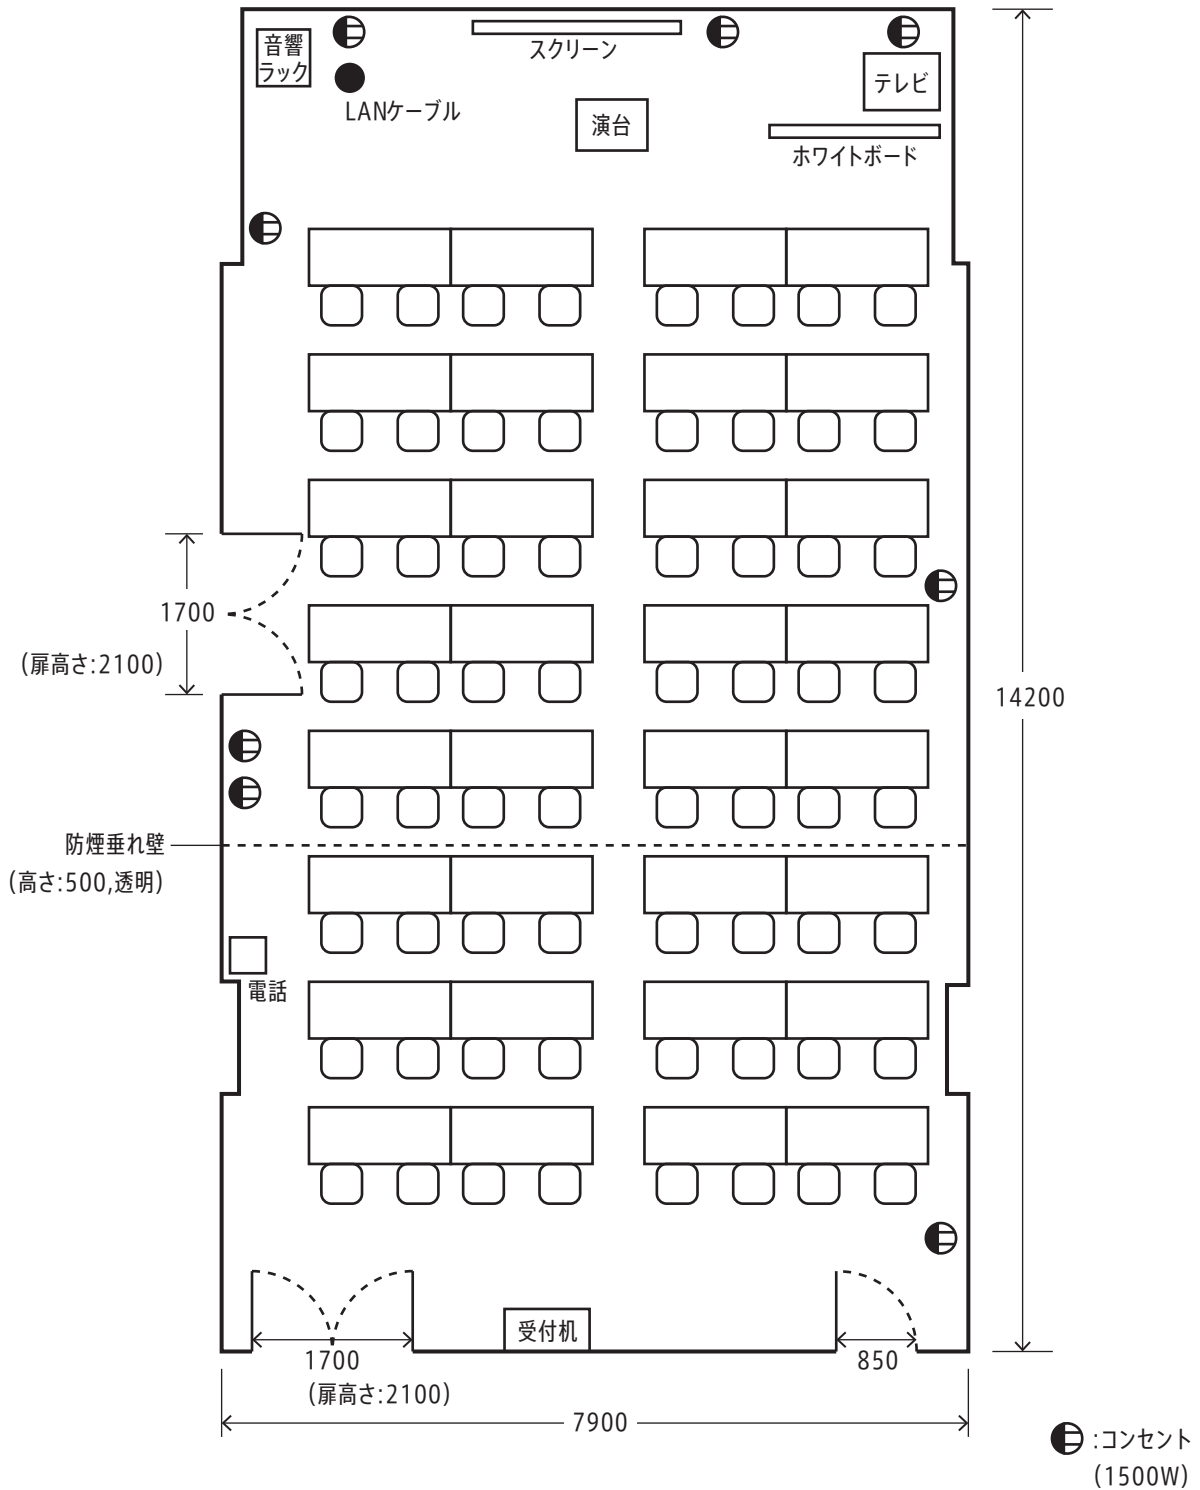 音響
ラック
スクリーン
テレビ
LANケーブル
演台
ホワイトボード
1700
(扉高さ:2100)
14200
防煙垂れ壁
(高さ:500,透明)
電話
受付机
1700
(扉高さ:2100)
850
7900
:コンセント
(1500W)